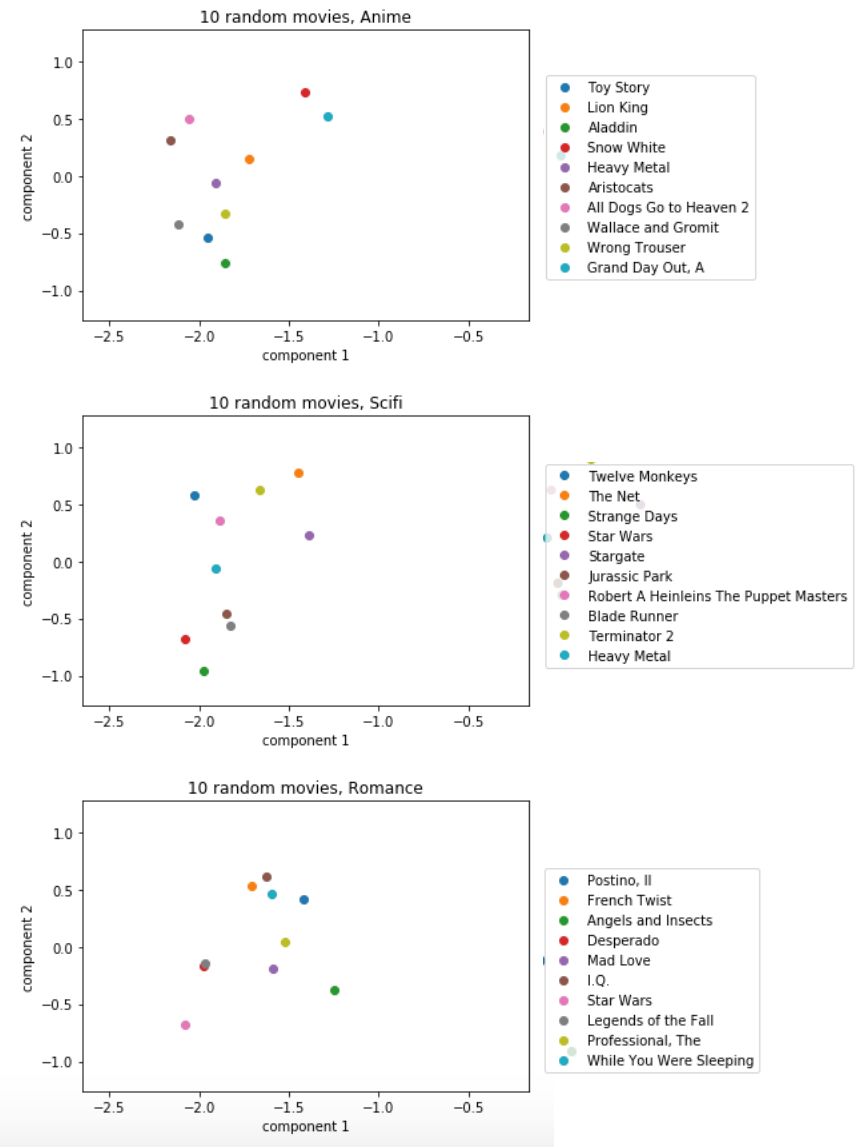 10 random movies, Anime
1.0
0.5
0.0
−0.5
−1.0
component 2
−2.5 −2.0 −1.5 −1.0 −0.5
component 1
Toy Story
Lion King
Aladdin
Snow White
Heavy Metal
Aristocats
All Dogs Go to Heaven 2
Wallace and Gromit
Wrong Trouser
Grand Day Out, A
10 random movies, Scifi
1.0
0.5
0.0
−0.5
−1.0
component 2
−2.5 −2.0 −1.5 −1.0 −0.5
component 1
Twelve Monkeys
The Net
Strange Days
Star Wars
Stargate
Jurassic Park
Robert A Heinleins The Puppet Masters
Blade Runner
Terminator 2
Heavy Metal
10 random movies, Romance
1.0
0.5
0.0
−0.5
−1.0
component 2
−2.5 −2.0 −1.5 −1.0 −0.5
component 1
Postino, Il
French Twist
Angels and Insects
Desperado
Mad Love
I.Q.
Star Wars
Legends of the Fall
Professional, The
While You Were Sleeping